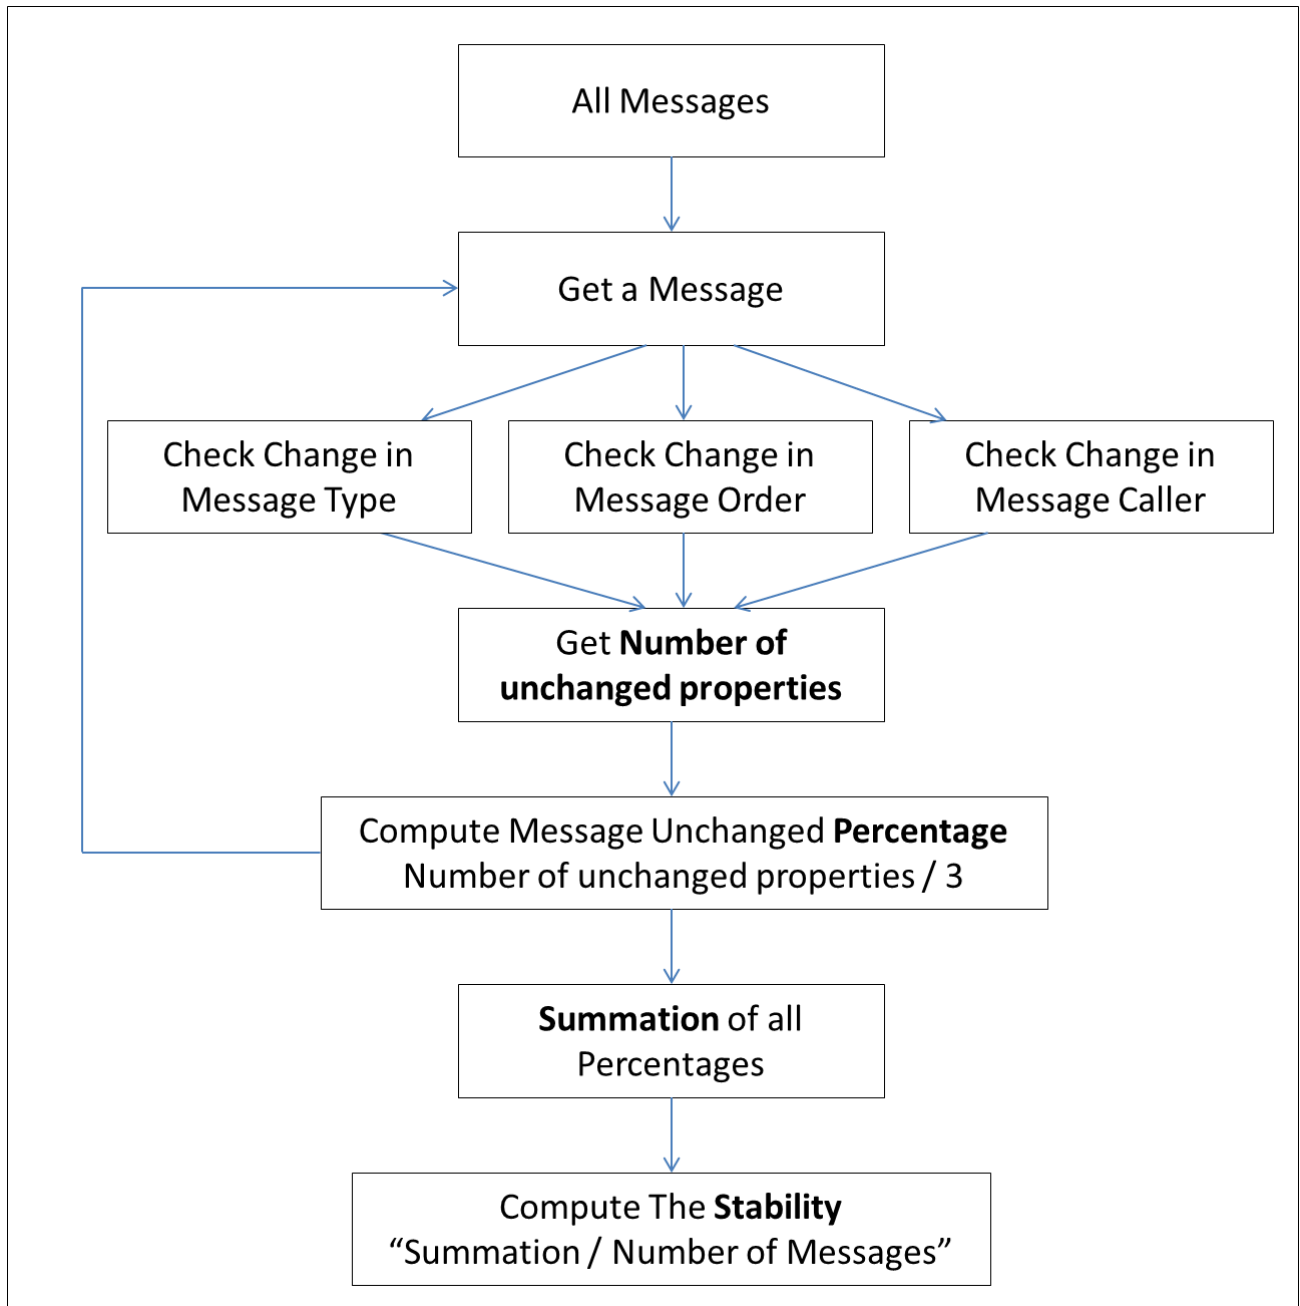 All Messages
Get a Message
Check Change in
Message Type
Check Change in
Message Order
Check Change in
Message Caller
Get Number of
unchanged properties
Compute Message Unchanged Percentage
Number of unchanged properties / 3
Summation of all
Percentages
Compute The Stability
“Summation / Number of Messages”